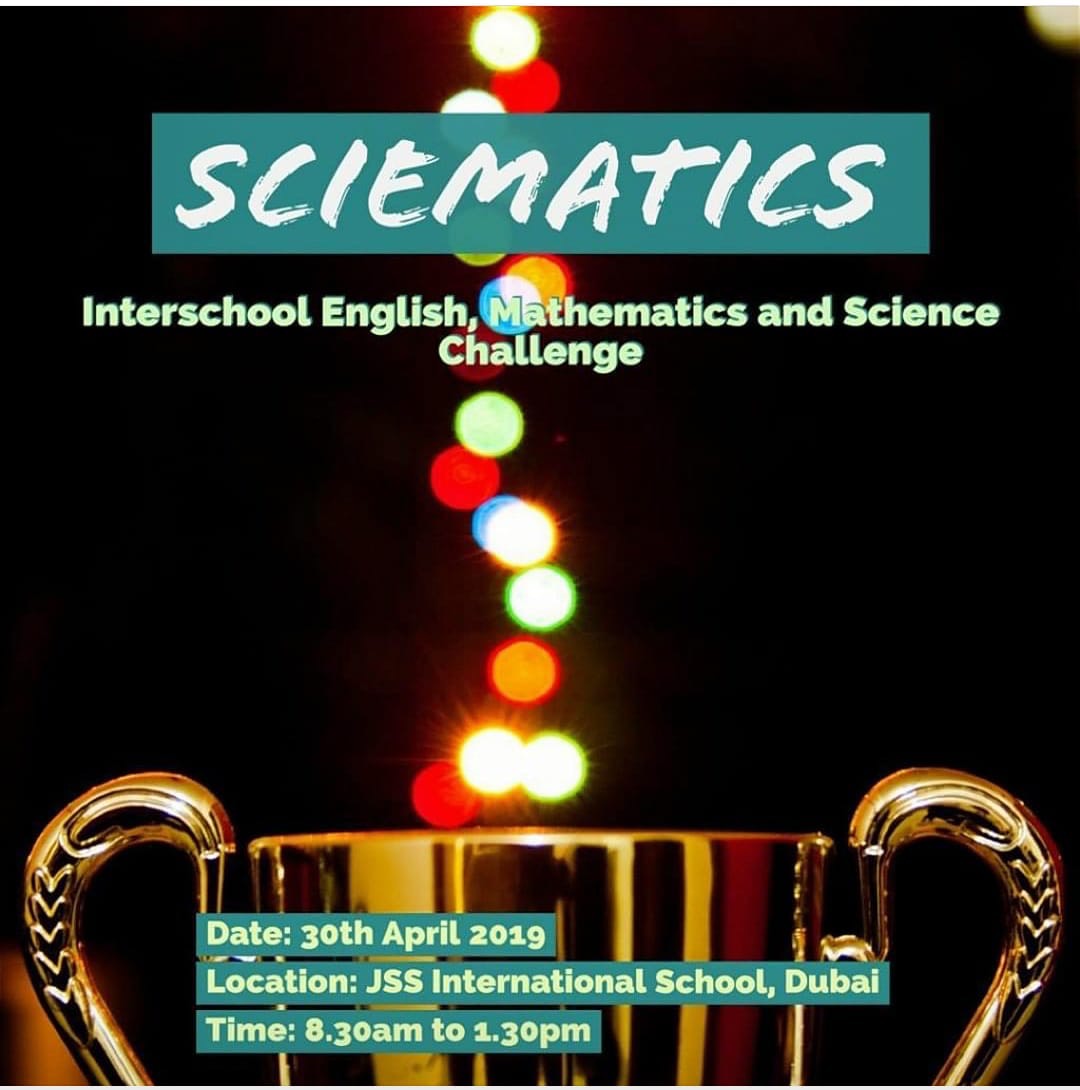 SCIEMATICS
Interschool English, Mathematics and Science
Challenge
Date: 30th April 2019
Location: JSS International School, Dubai
Time: 8.30am to 1.30pm